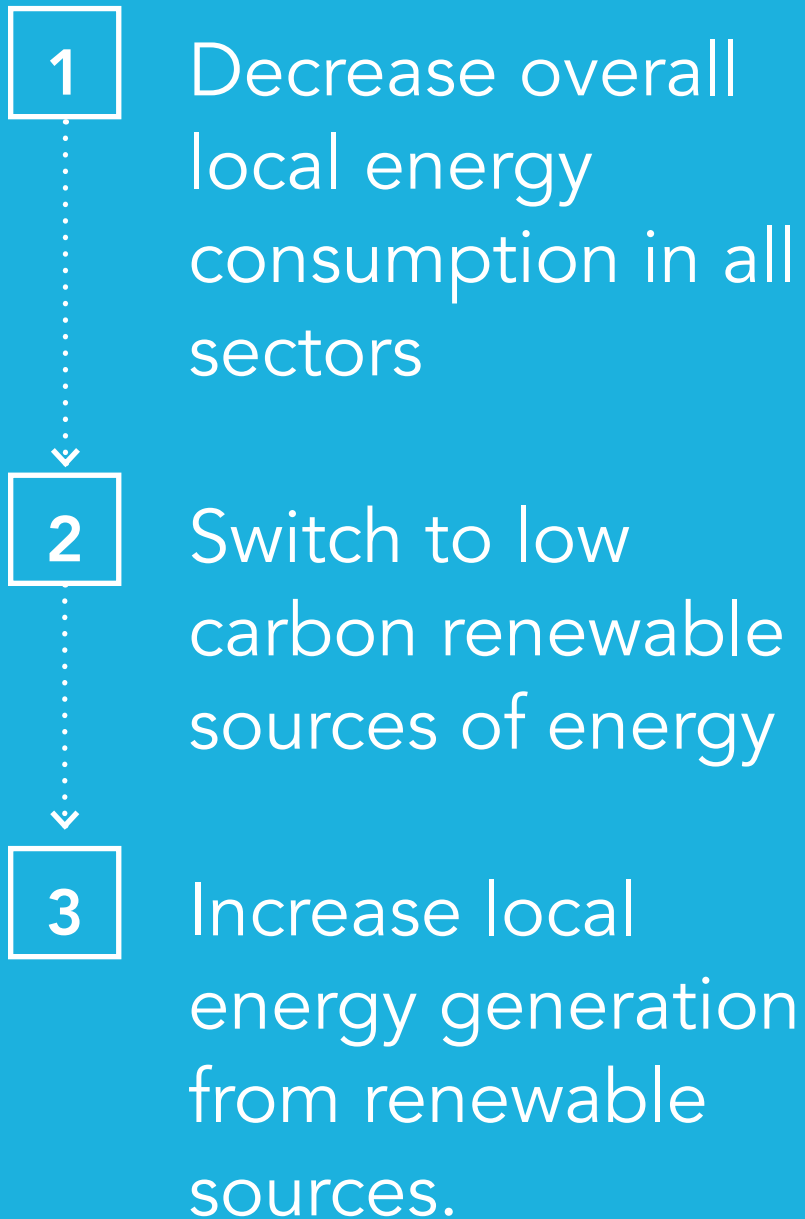 1 Decrease overall
local energy
consumption in all
sectors
2 Switch to low
carbon renewable
sources of energy
3 Increase local
energy generation
from renewable
sources.